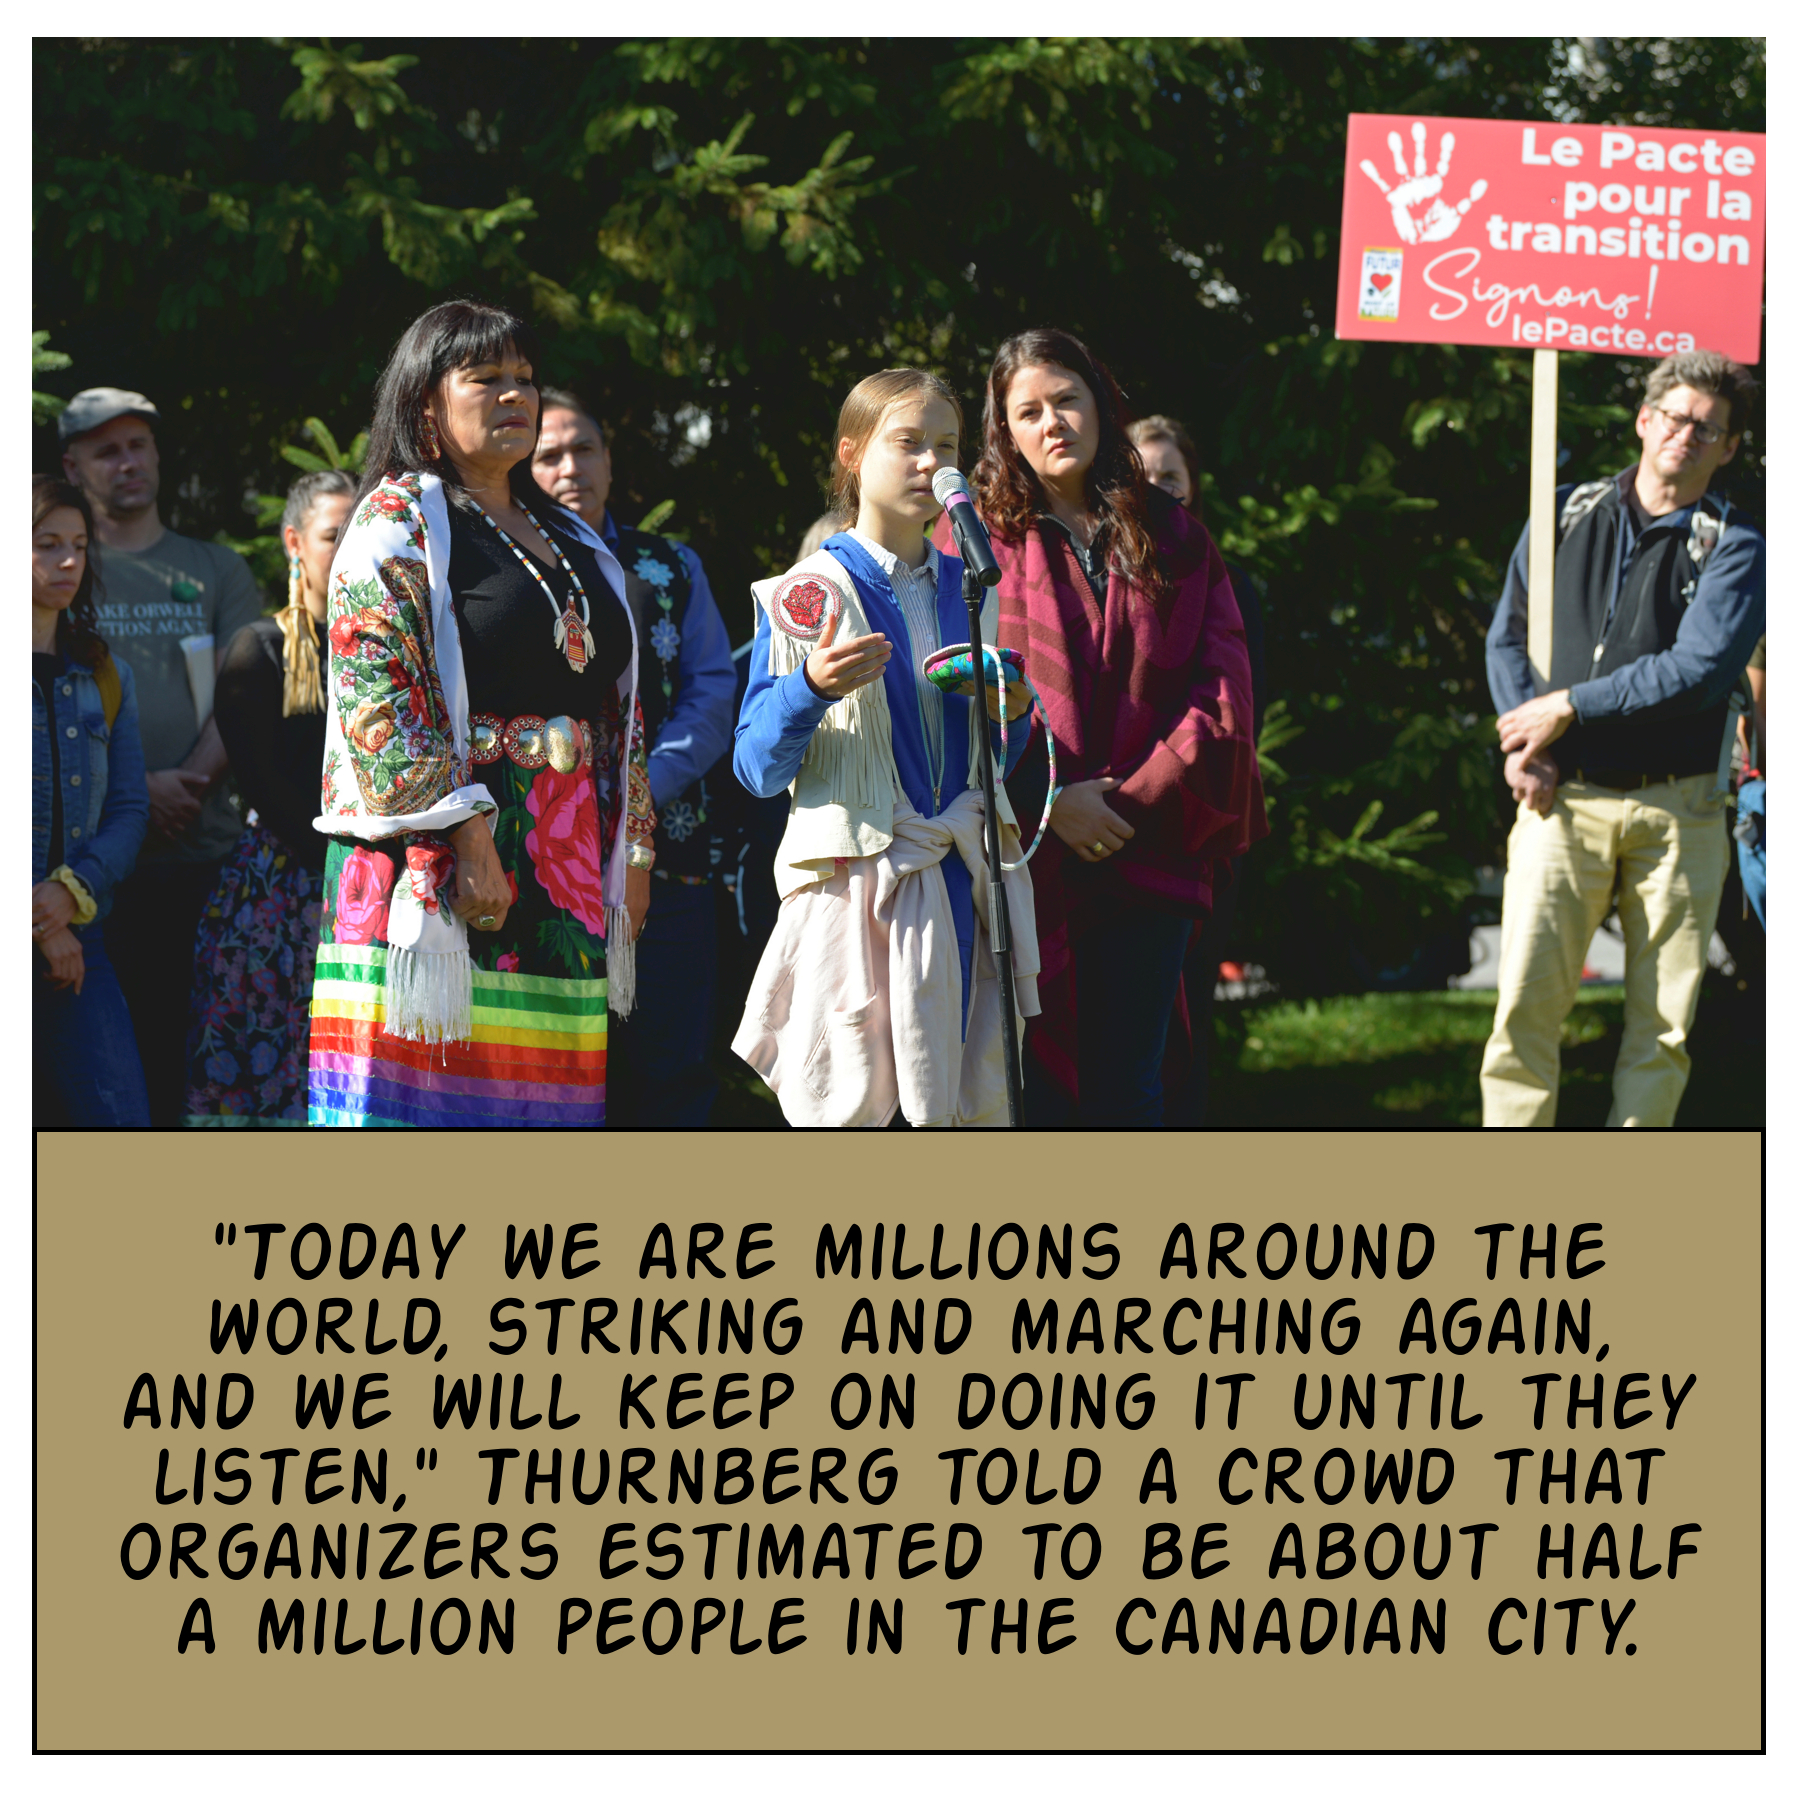 Le Pacte
pour la
transition
Signons!
lePacte.ca
FUTUR
"TODAY WE ARE MILLIONS AROUND THE
WORLD, STRIKING AND MARCHING AGAIN,
AND WE WILL KEEP ON DOING IT UNTIL THEY
LISTEN," THURNBERG TOLD A CROWD THAT
ORGANIZERS ESTIMATED TO BE ABOUT HALF
A MILLION PEOPLE IN THE CANADIAN CITY.